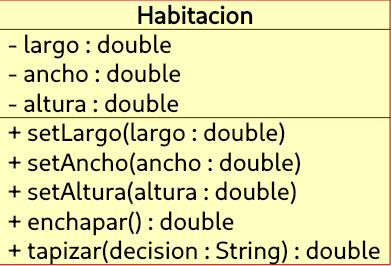 Habitacion
- largo : double
- ancho : double
- altura : double
+ setLargo(largo : double)
+ setAncho(ancho : double)
+ setAltura(altura : double)
+ enchapar() : double
+ tapizar(decision : String) : double